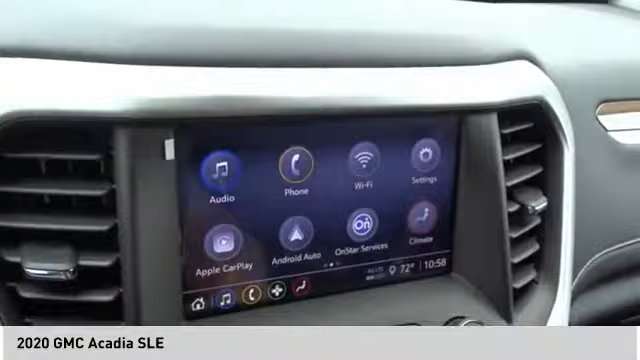 Audio
Phone
Wi-Fi
Settings
Apple CarPlay
Android Auto
OnStar Services
Climate
72° 10:58
2020 GMC Acadia SLE